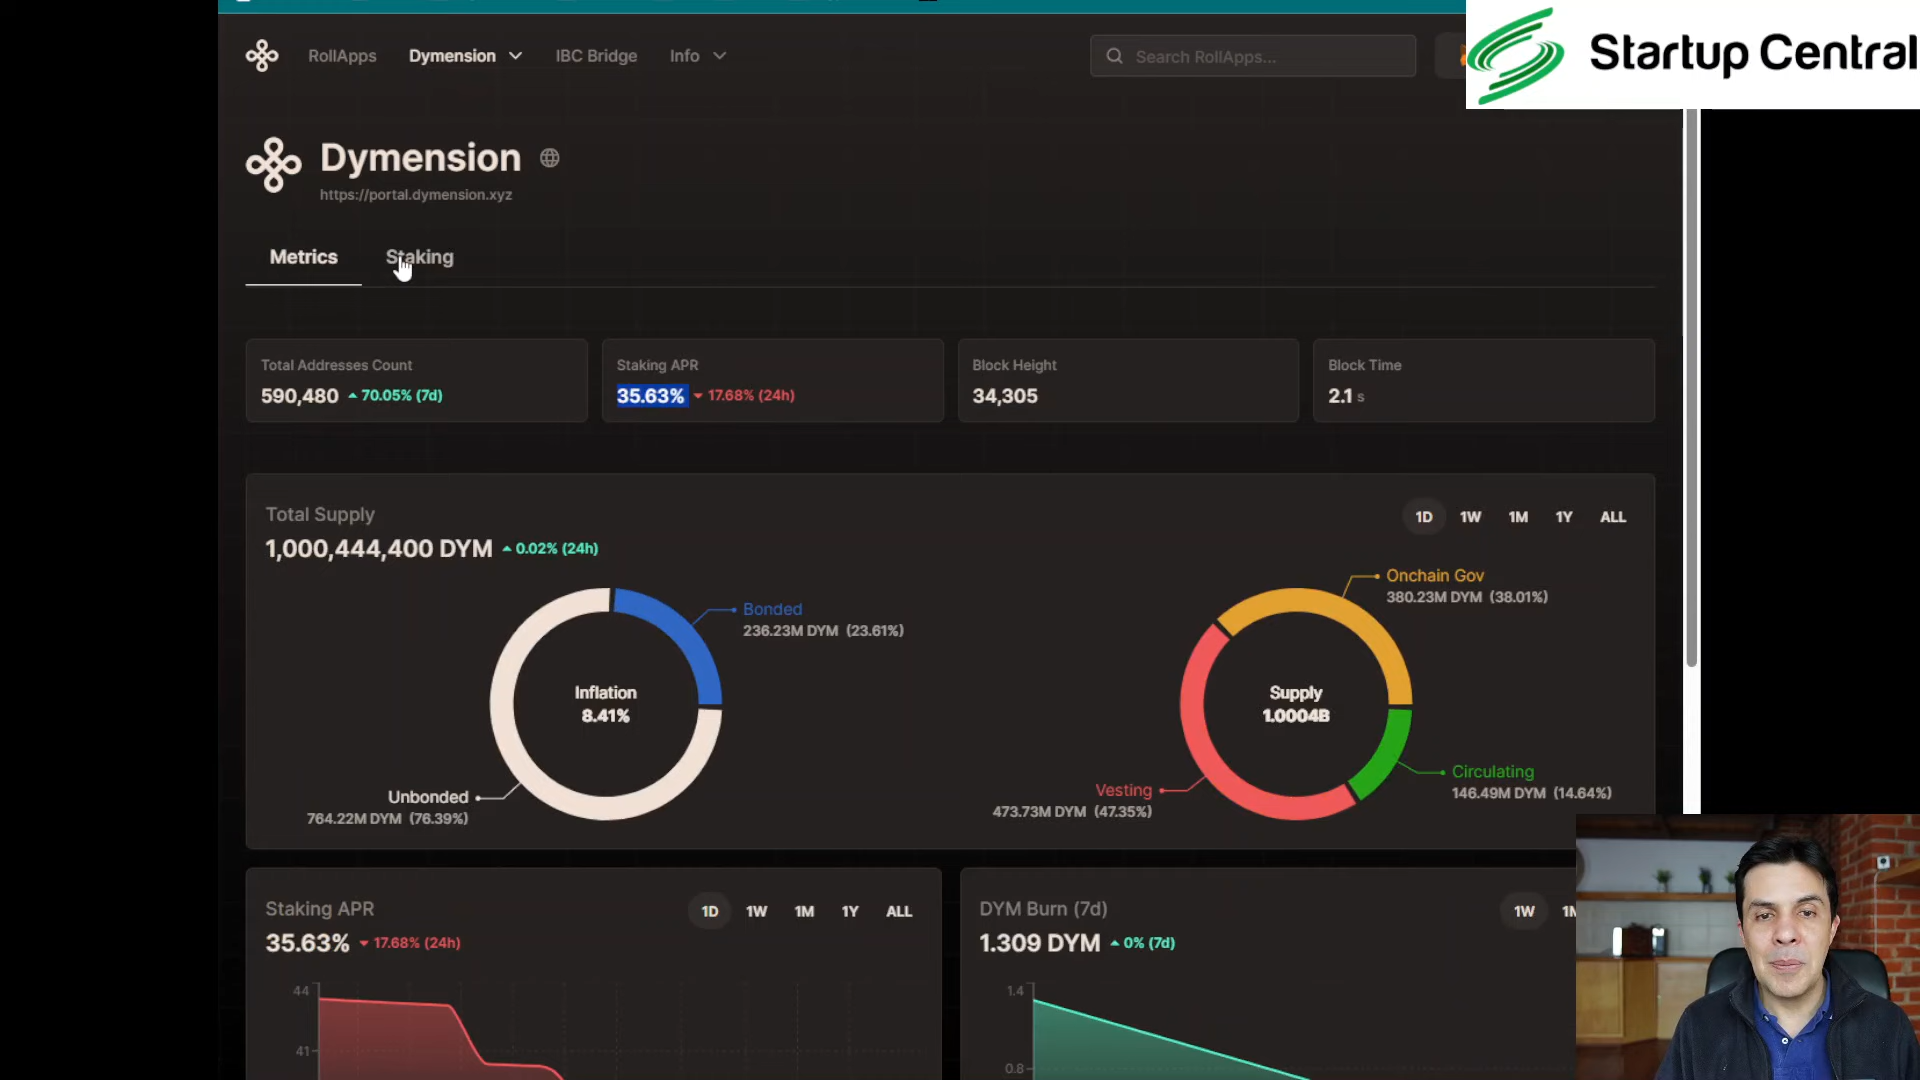 RollApps
Dymension
IBC Bridge
Info
Search RollApps...
Startup Central
Dymension
https://portal.dymension.xyz
Metrics
Staking
Total Addresses Count
590,480 70.05% (7d)
Staking APR
35.63% 17.68% (24h)
Block Height
34,305
Block Time
2.1 s
Total Supply
1,000,444,400 DYM 0.02% (24h)
1D 1W 1M 1Y ALL
Bonded
236.23M DYM (23.61%)
Inflation
8.41%
Unbonded
764.22M DYM (76.39%)
Onchain Gov
380.23M DYM (38.01%)
Supply
1.0004B
Vesting
473.73M DYM (47.35%)
Circulating
146.49M DYM (14.64%)
Staking APR
1D 1W 1M 1Y ALL
35.63% 17.68% (24h)
44
41
DYM Burn (7d)
1W
1.309 DYM 0% (7d)
1.4
0.8